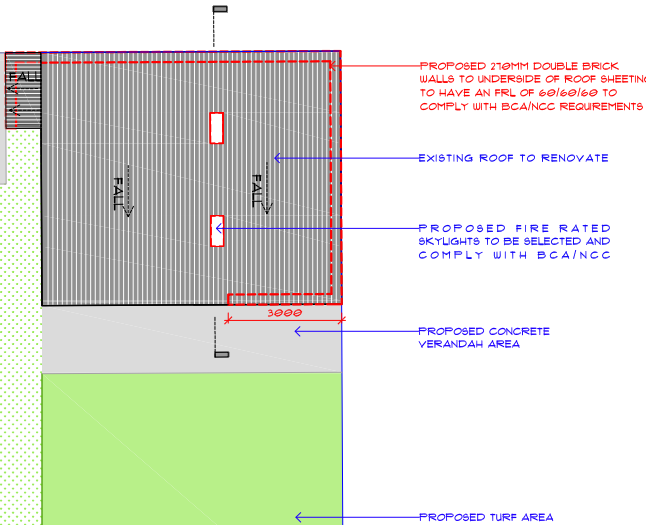 PROPOSED 270MM DOUBLE BRICK
WALLS TO UNDERSIDE OF ROOF SHEETING
TO HAVE AN FRL OF 60/60/60 TO
COMPLY WITH BCA/NCC REQUIREMENTS
FALL
EXISTING ROOF TO RENOVATE
FALL
FALL
PROPOSED FIRE RATED
SKYLIGHTS TO BE SELECTED AND
COMPLY WITH BCA/NCC
3000
PROPOSED CONCRETE
VERANDAH AREA
PROPOSED TURF AREA